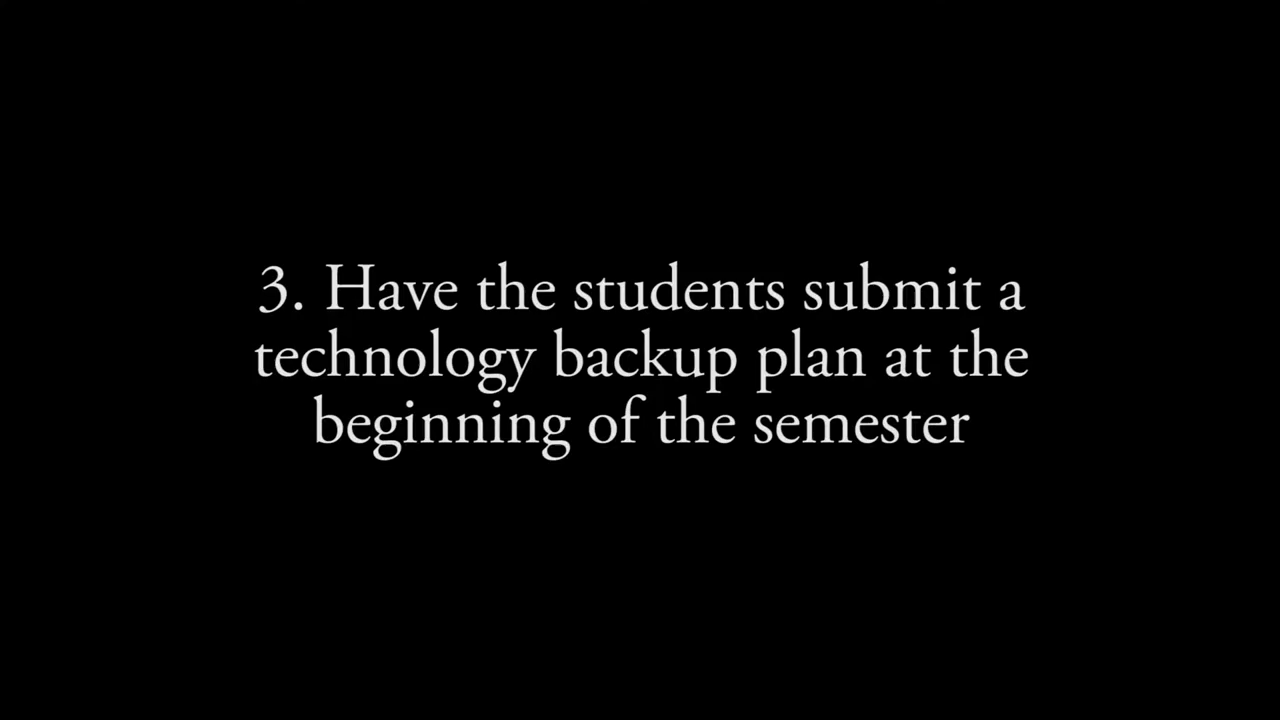 3. Have the students submit a
technology backup plan at the
beginning of the semester